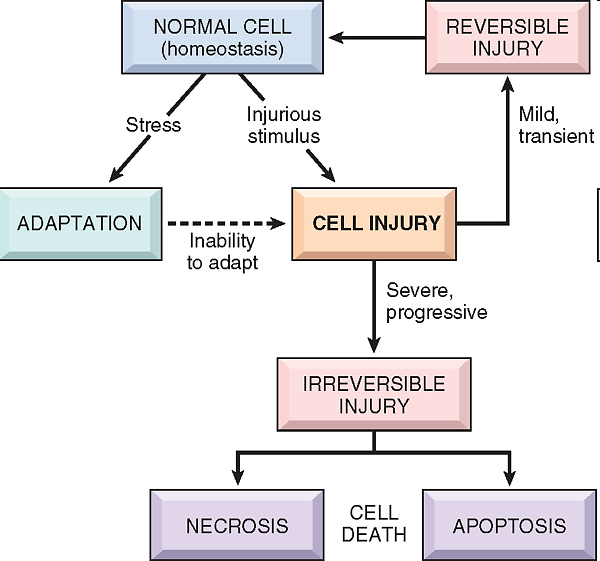 NORMAL CELL
(homeostasis)
REVERSIBLE
INJURY
Stress
Injurious
stimulus
Mild,
transient
ADAPTATION
Inability
to adapt
CELL INJURY
Severe,
progressive
IRREVERSIBLE
INJURY
NECROSIS
CELL
DEATH
APOPTOSIS